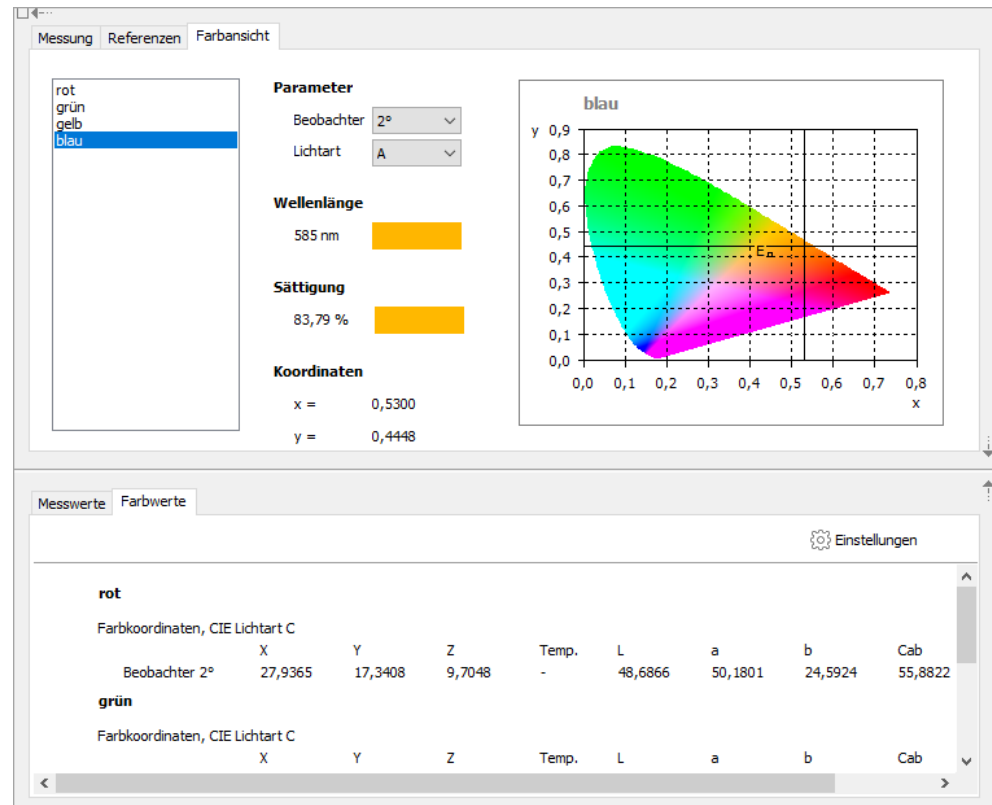 Messung Referenzen Farbansicht
rot
grün
gelb
blau
Parameter
Beobachter 2°
Lichtart A
Wellenlänge
585 nm
Sättigung
83,79 %
Koordinaten
x = 0,5300
y = 0,4448
blau
y 0,9
0,8
0,7
0,6
0,5
0,4
0,3
0,2
0,1
0,0
E
0,0 0,1 0,2 0,3 0,4 0,5 0,6 0,7 0,8
x
Messwerte Farbwerte
Einstellungen
rot
Farbkoordinaten, CIE Lichtart C
X Y Z Temp. L a b Cab
Beobachter 2° 27,9365 17,3408 9,7048 - 48,6866 50,1801 24,5924 55,8822
grün
Farbkoordinaten, CIE Lichtart C
X Y Z Temp. L a b Cab